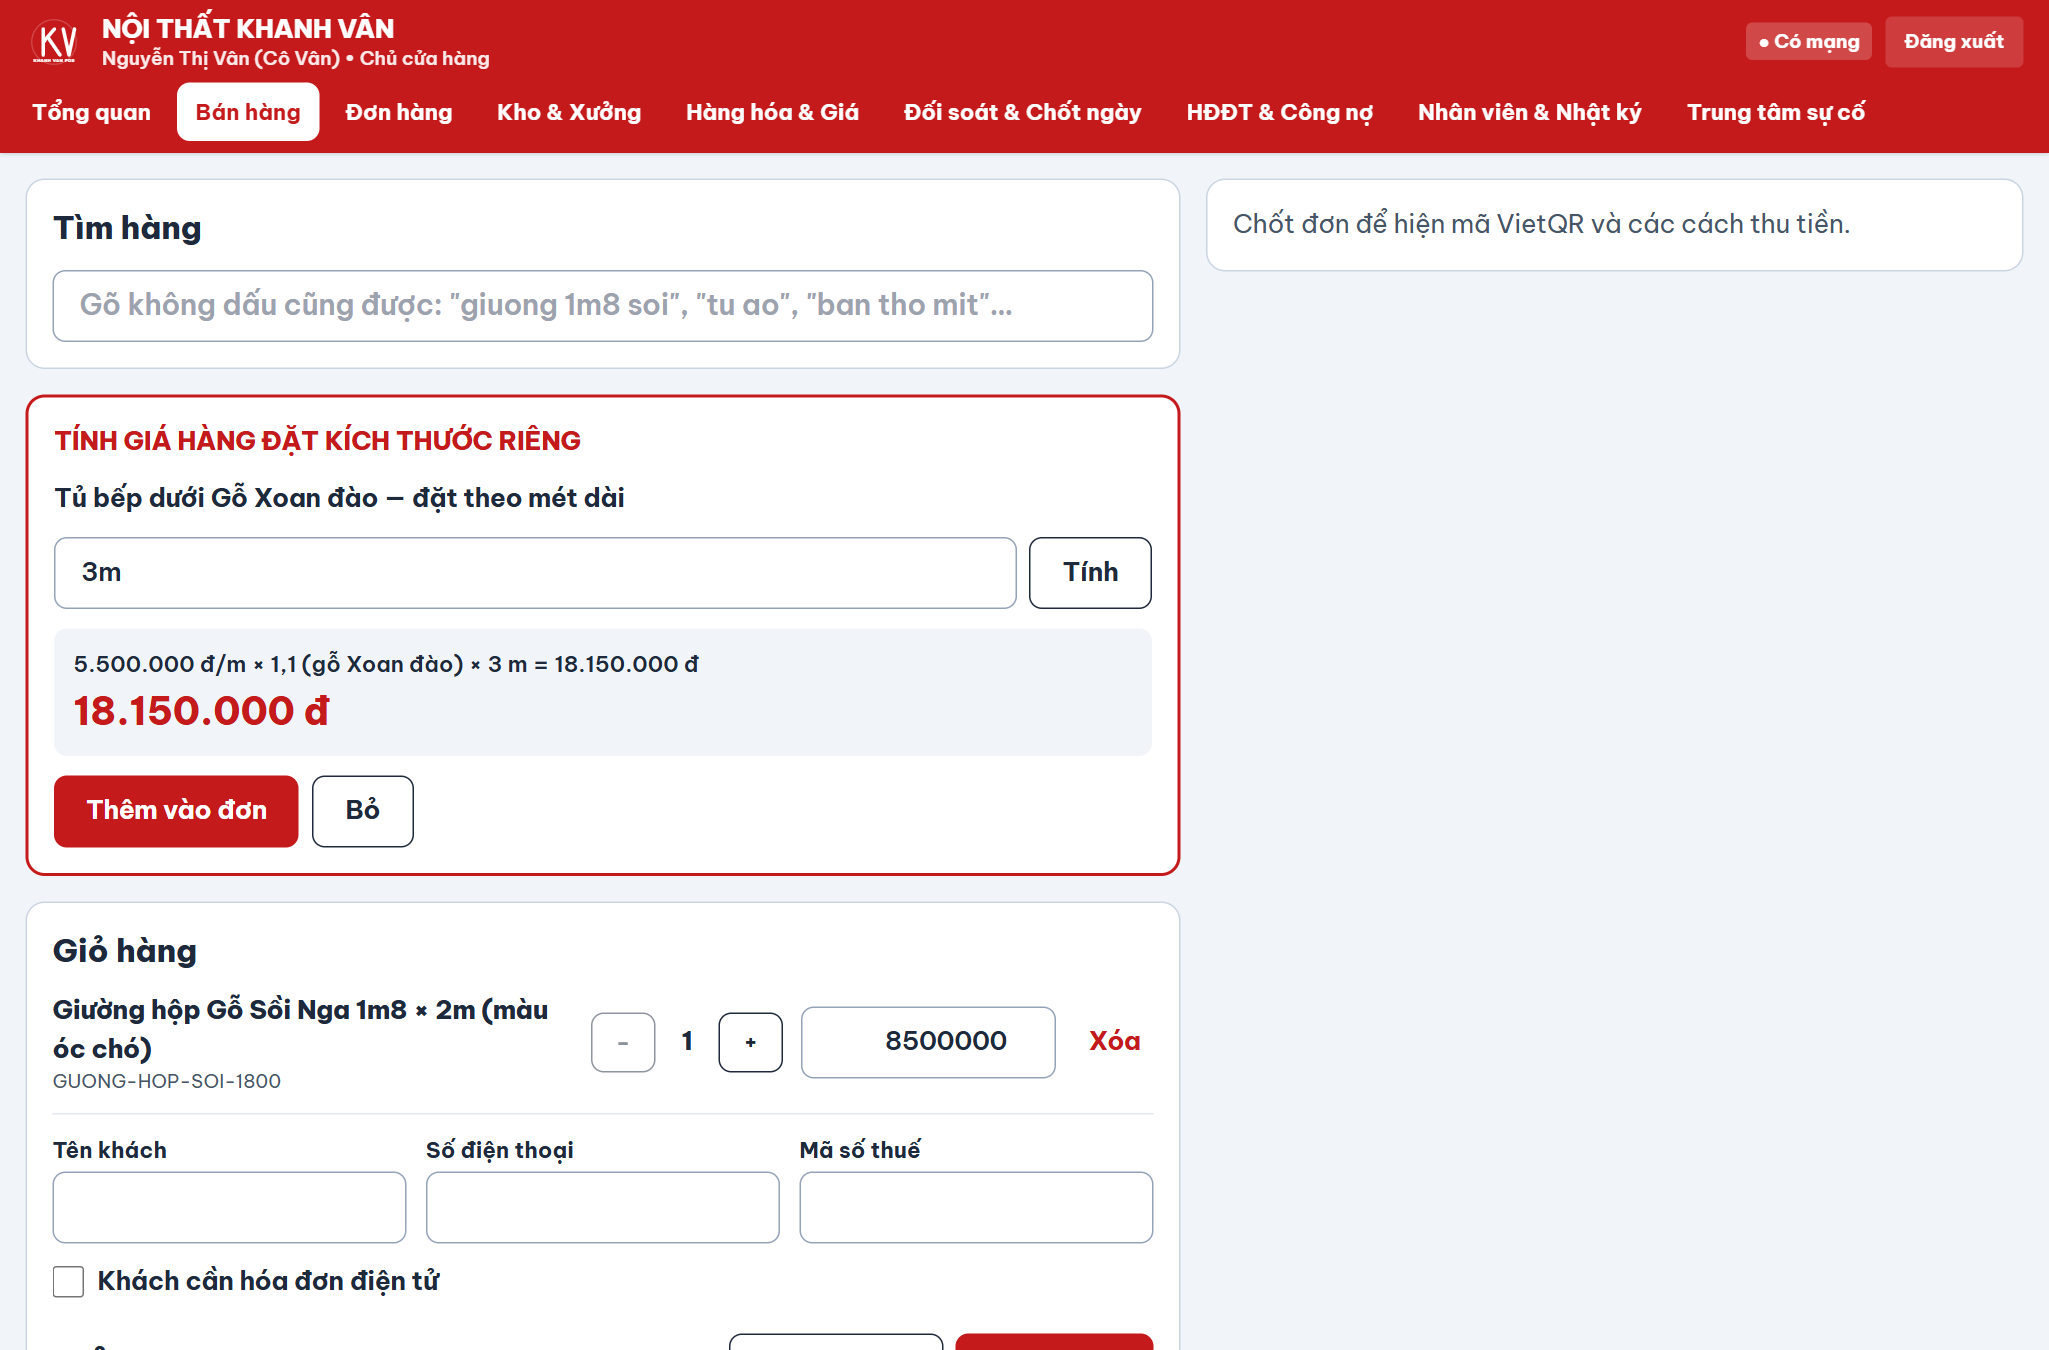 KV
KHANH VAN POS
NỘI THẤT KHANH VÂN
Nguyễn Thị Vân (Cô Vân) • Chủ cửa hàng
● Có mạng
Đăng xuất
Tổng quan
Bán hàng
Đơn hàng
Kho & Xưởng
Hàng hóa & Giá
Đối soát & Chốt ngày
HĐĐT & Công nợ
Nhân viên & Nhật ký
Trung tâm sự cố
Tìm hàng
Gõ không dấu cũng được: "giuong 1m8 soi", "tu ao", "ban tho mit"...
Chốt đơn để hiện mã VietQR và các cách thu tiền.
TÍNH GIÁ HÀNG ĐẶT KÍCH THƯỚC RIÊNG
Tủ bếp dưới Gỗ Xoan đào — đặt theo mét dài
3m
Tính
5.500.000 đ/m × 1,1 (gỗ Xoan đào) × 3 m = 18.150.000 đ
18.150.000 đ
Thêm vào đơn
Bỏ
Giỏ hàng
Giường hộp Gỗ Sồi Nga 1m8 × 2m (màu
óc chó)
GUONG-HOP-SOI-1800
−
1
+
8500000
Xóa
Tên khách
Số điện thoại
Mã số thuế
Khách cần hóa đơn điện tử